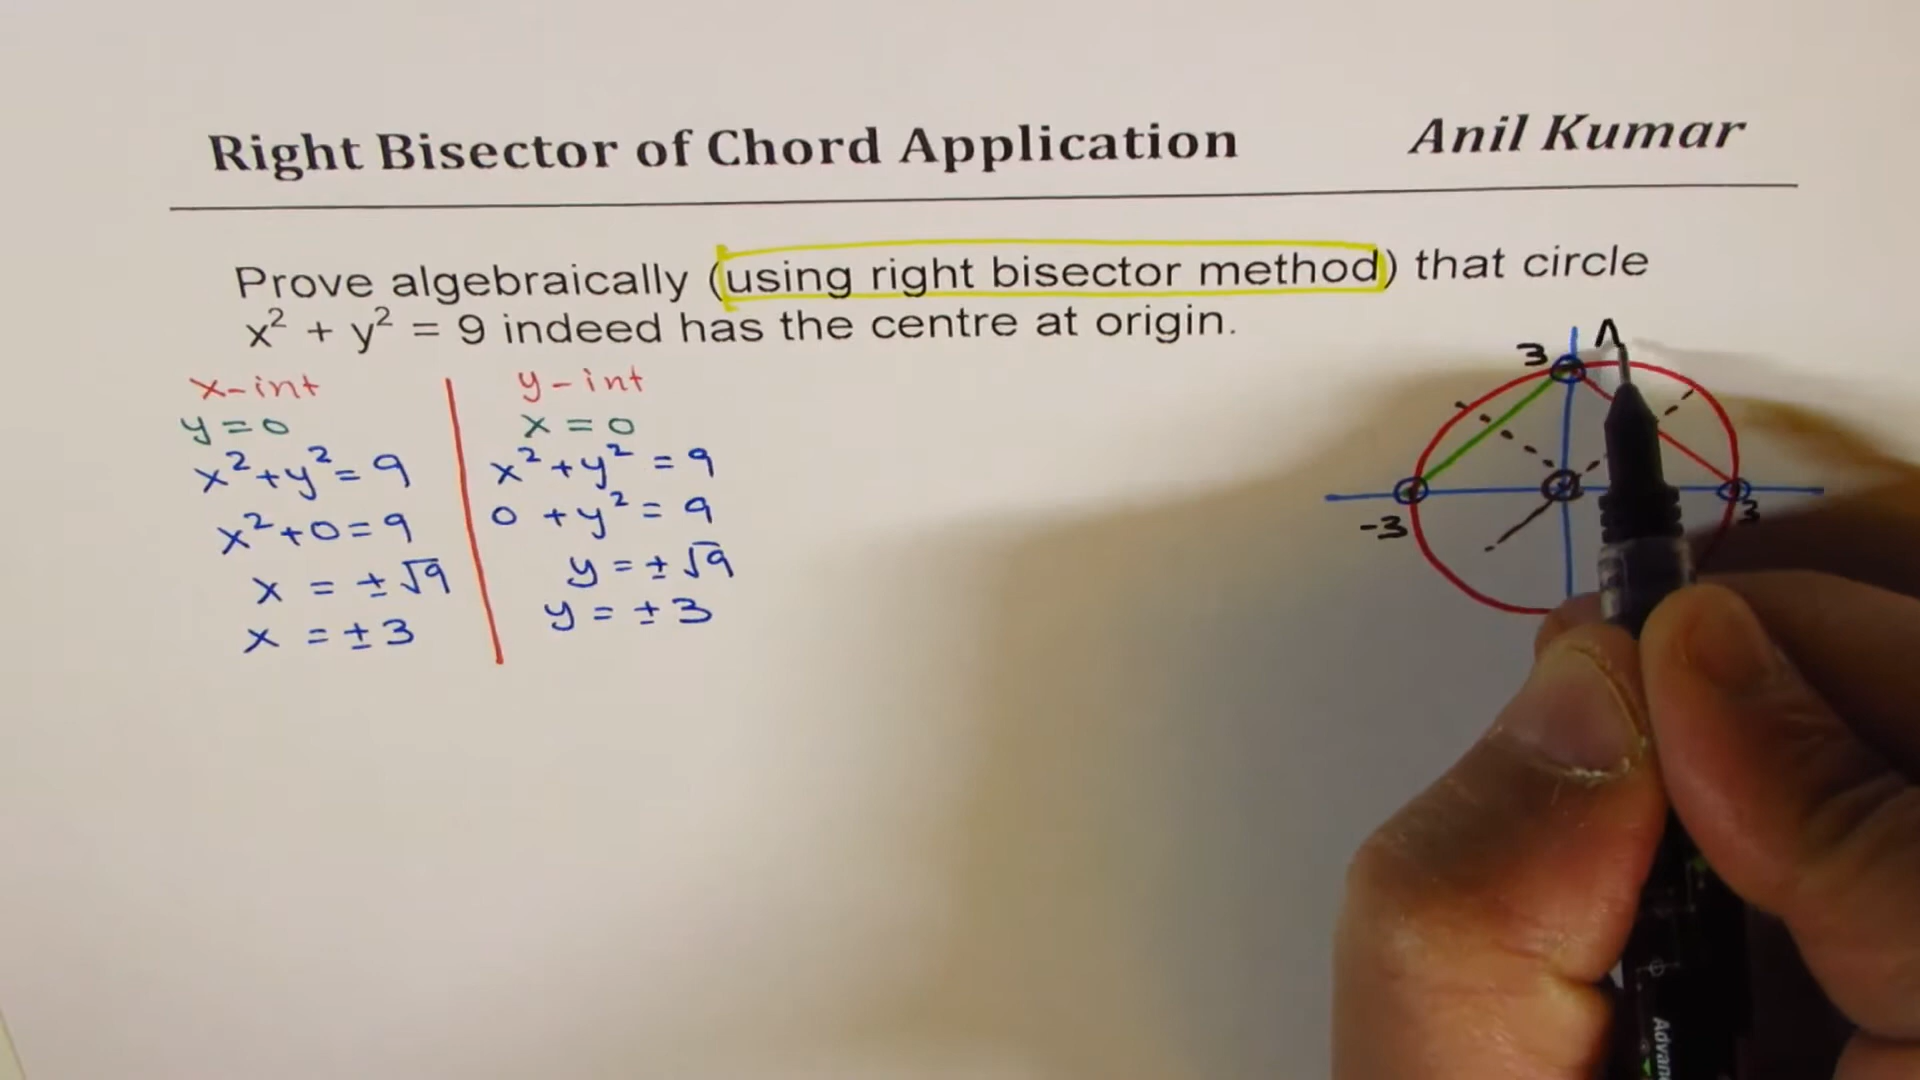 Right Bisector of Chord Application
Anil Kumar
Prove algebraically (using right bisector method) that circle
x² + y² = 9 indeed has the centre at origin.
x-int
y=0
x²+y²=9
x²+0=9
x = ±√9
x = ±3
y-int
x=0
x²+y²=9
0+y²=9
y=±√9
y=±3
3
-3
3